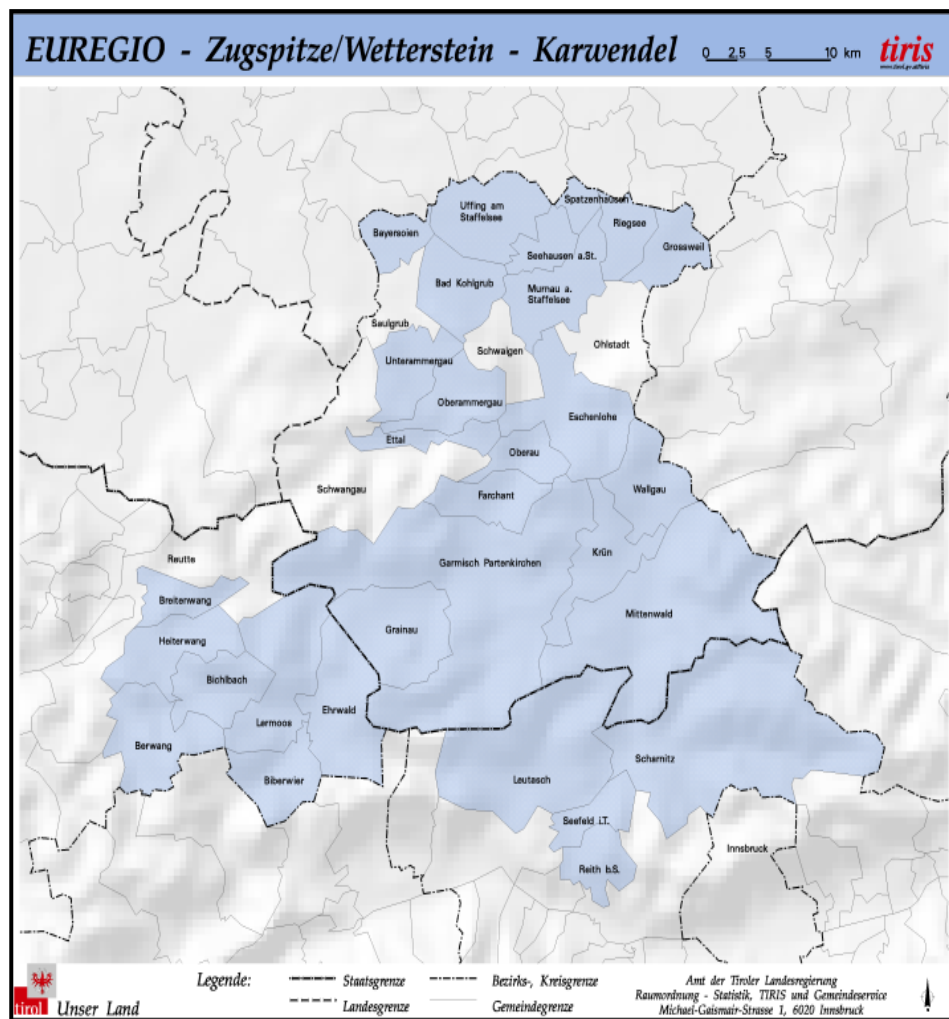 EUREGIO - Zugspitze/Wetterstein - Karwendel
0 2.5 5 10 km
tiris
Spatzenhausen
Uffing am
Staffelsee
Bayersoien
Riegsee
Grossweil
Seehausen a.St.
Bad Kohlgrub
Murnau a.
Staffelsee
Saulgrub
Schwaigen
Ohlstadt
Unterammergau
Oberammergau
Eschenlohe
Ettal
Oberau
Schwangau
Farchant
Wallgau
Reutte
Garmisch Partenkirchen
Krün
Breitenwang
Mittenwald
Grainau
Heiterwang
Bichlbach
Ehrwald
Lermoos
Berwang
Scharnitz
Biberwier
Leutasch
Seefeld i.T.
Innsbruck
Reith b.S.
Legende:
Staatsgrenze
Bezirks-, Kreisgrenze
Landesgrenze
Gemeindegrenze
Amt der Tiroler Landesregierung
Raumordnung - Statistik, TIRIS und Gemeindeservice
Michael-Gaismair-Strasse 1, 6020 Innsbruck
tirol
Unser Land